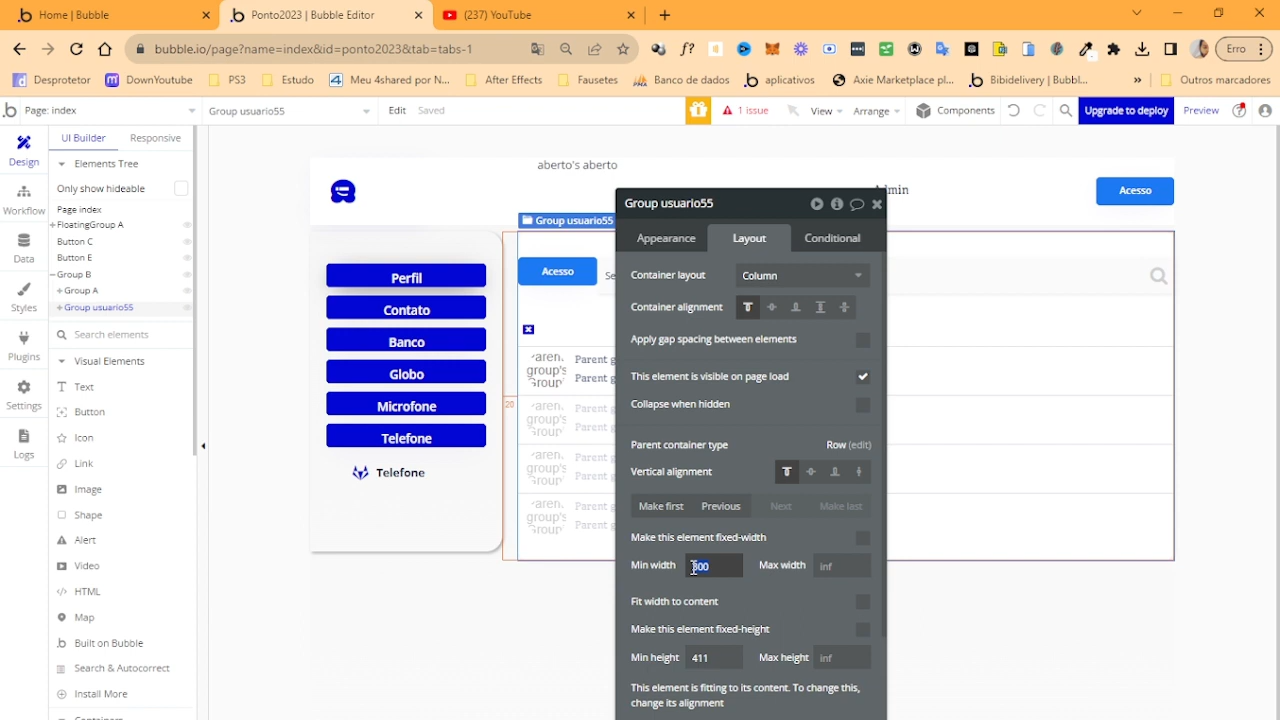 Home | Bubble
Ponto2023 | Bubble Editor
(237) YouTube
bubble.io/page?name=index&id=ponto2023&tab=tabs-1
Erro
Desprotetor
DownYoutube
PS3
Estudo
Meu 4shared por N...
After Effects
Fausetes
Banco de dados
aplicativos
Axie Marketplace pl...
Bibidelivery | Bubbl...
Outros marcadores
Page: index
Group usuario55
Edit
Saved
1 issue
View
Arrange
Components
Upgrade to deploy
Preview
Design
Workflow
Data
Styles
Plugins
Settings
Logs
UI Builder
Responsive
Elements Tree
Only show hideable
Page index
FloatingGroup A
Button C
Button E
Group B
Group A
Group usuario55
Search elements
Visual Elements
Text
Button
Icon
Link
Image
Shape
Alert
Video
HTML
Map
Built on Bubble
Search & Autocorrect
Install More
aberto's aberto
Acesso
Perfil
Contato
Banco
Globo
Microfone
Telefone
Telefone
Group usuario55
Acesso
20
Parent g
Parent g
Parent g
Parent g
Parent g
Parent g
Parent g
Parent g
Group usuario55
Appearance
Layout
Conditional
Container layout
Column
Container alignment
Apply gap spacing between elements
This element is visible on page load
Collapse when hidden
Parent container type
Row (edit)
Vertical alignment
Make first
Previous
Next
Make last
Make this element fixed-width
Min width
Max width
inf
Fit width to content
Make this element fixed-height
Min height
411
Max height
inf
This element is fitting to its content. To change this,
change its alignment